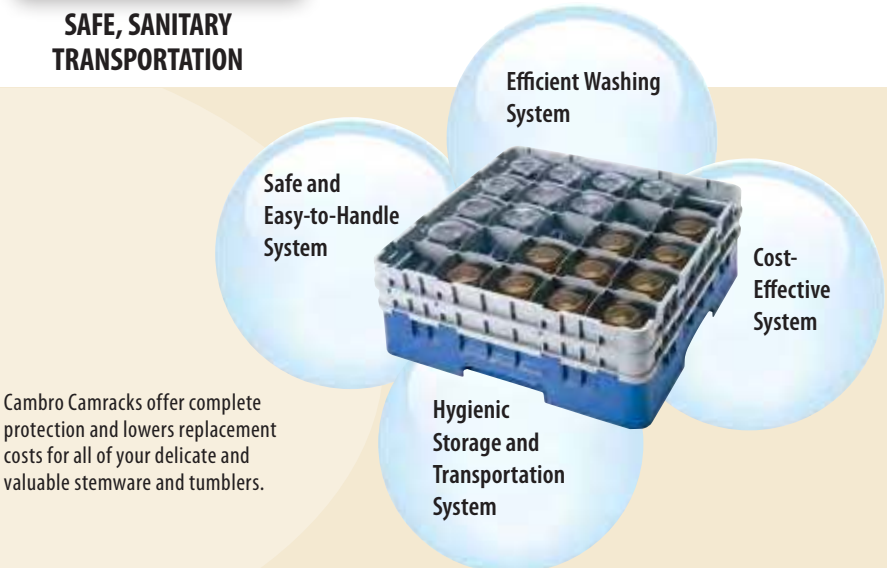 SAFE, SANITARY
TRANSPORTATION
Efficient Washing
System
Safe and
Easy-to-Handle
System
Cost-
Effective
System
Hygienic
Storage and
Transportation
System
Cambro Camracks offer complete
protection and lowers replacement
costs for all of your delicate and
valuable stemware and tumblers.